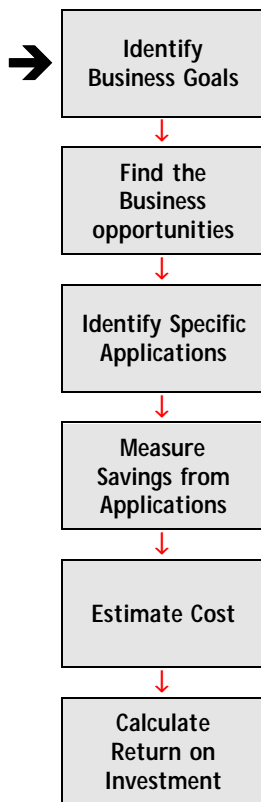 Identify
Business Goals
Find the
Business
opportunities
Identify Specific
Applications
Measure
Savings from
Applications
Estimate Cost
Calculate
Return on
Investment